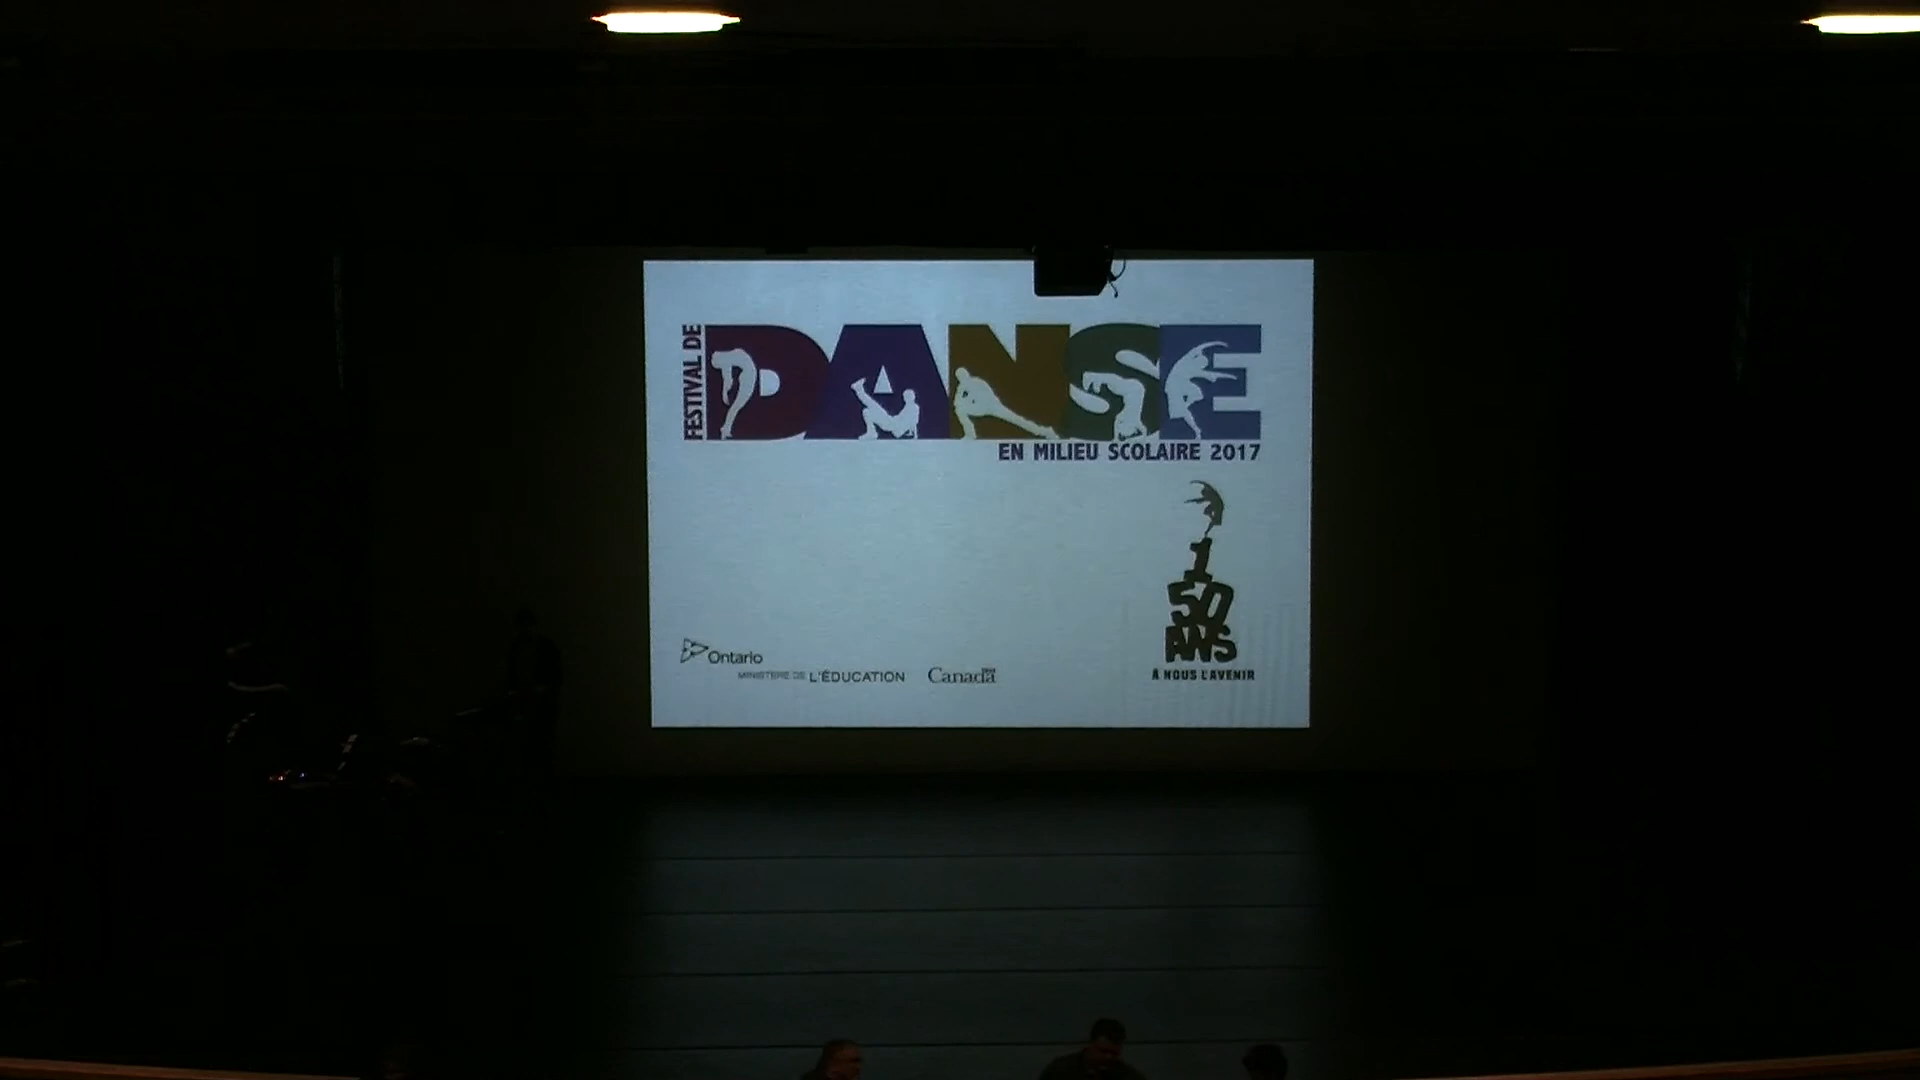 FESTIVAL DE
DANSE
EN MILIEU SCOLAIRE 2017
150
ANS
À NOUS L'AVENIR
Ontario
MINISTÈRE DE L'ÉDUCATION
Canada